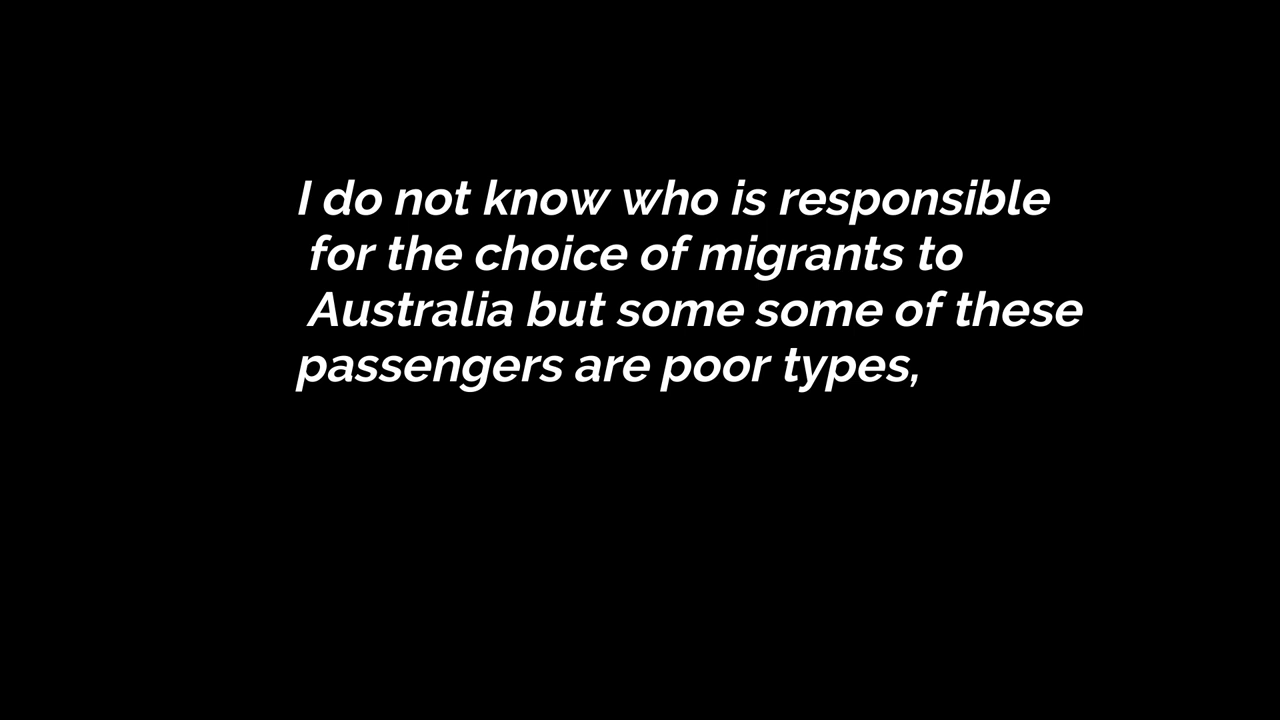 I do not know who is responsible
for the choice of migrants to
Australia but some some of these
passengers are poor types,